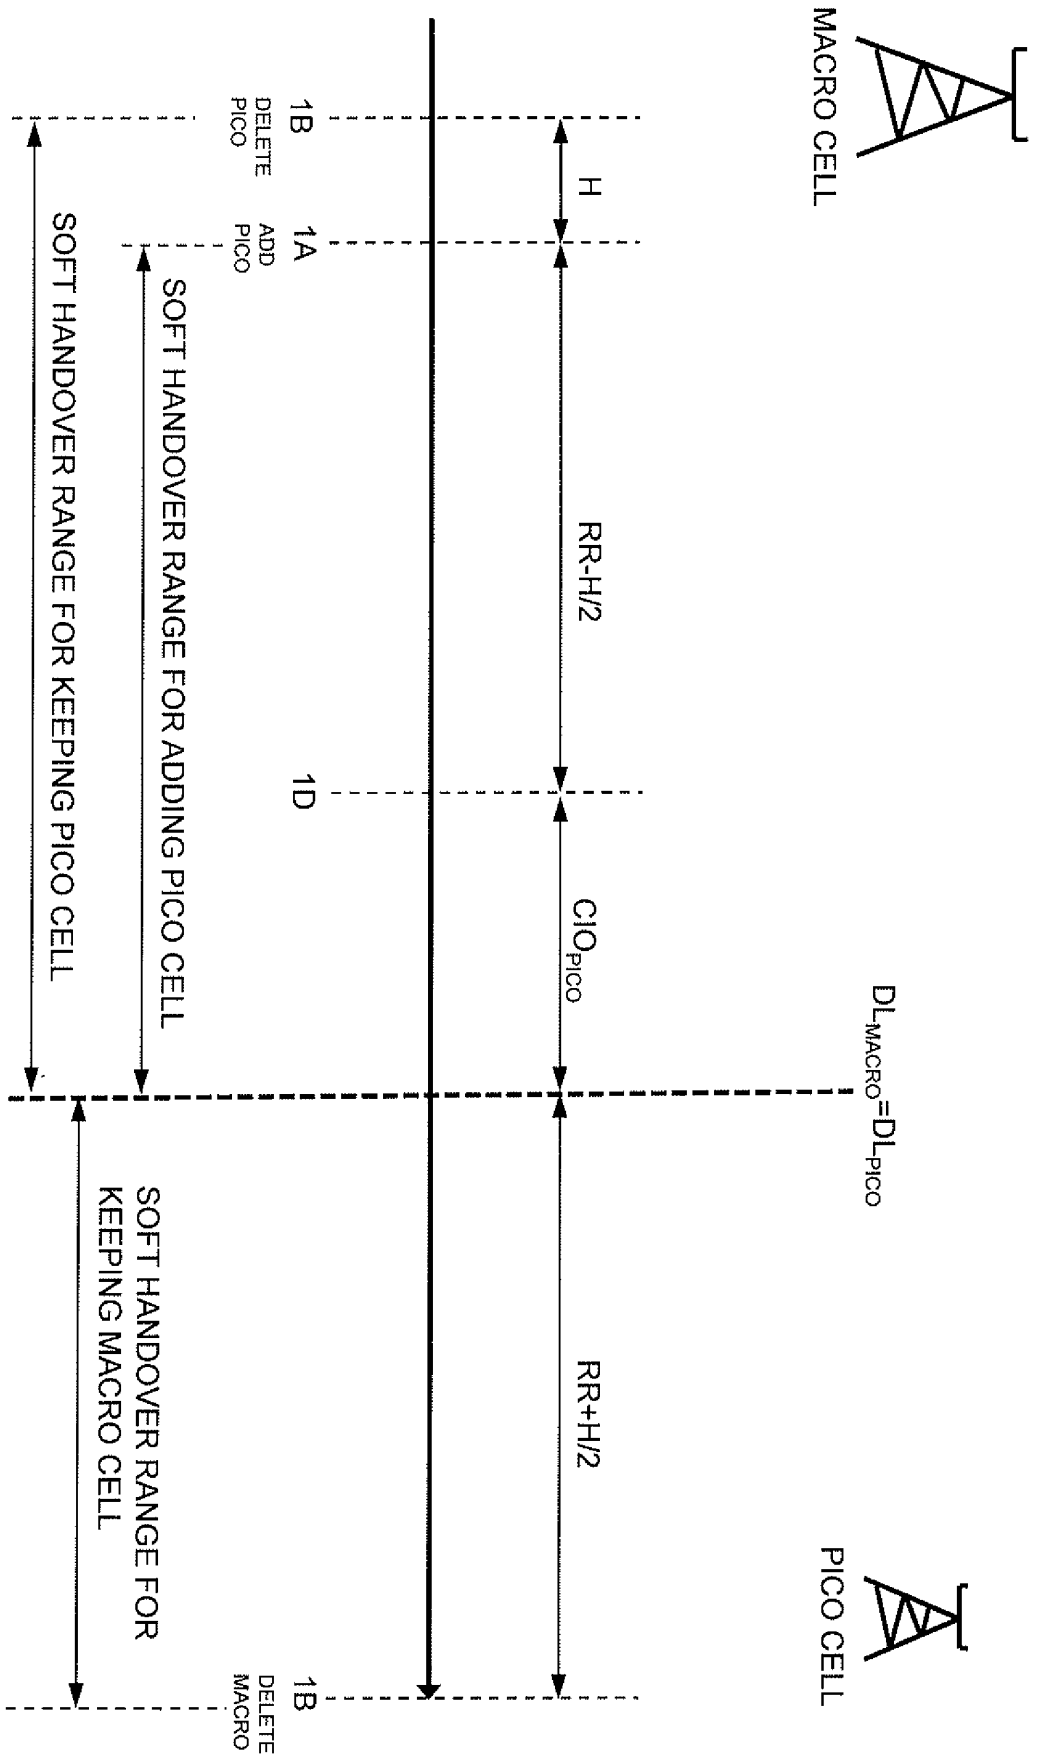 MACRO CELL
PICO CELL
DL_MACRO=DL_PICO
H
RR-H/2
CIO_PICO
RR+H/2
1B
DELETE
PICO
1A
ADD
PICO
1D
1B
DELETE
MACRO
SOFT HANDOVER RANGE FOR ADDING PICO CELL
SOFT HANDOVER RANGE FOR
KEEPING MACRO CELL
SOFT HANDOVER RANGE FOR KEEPING PICO CELL